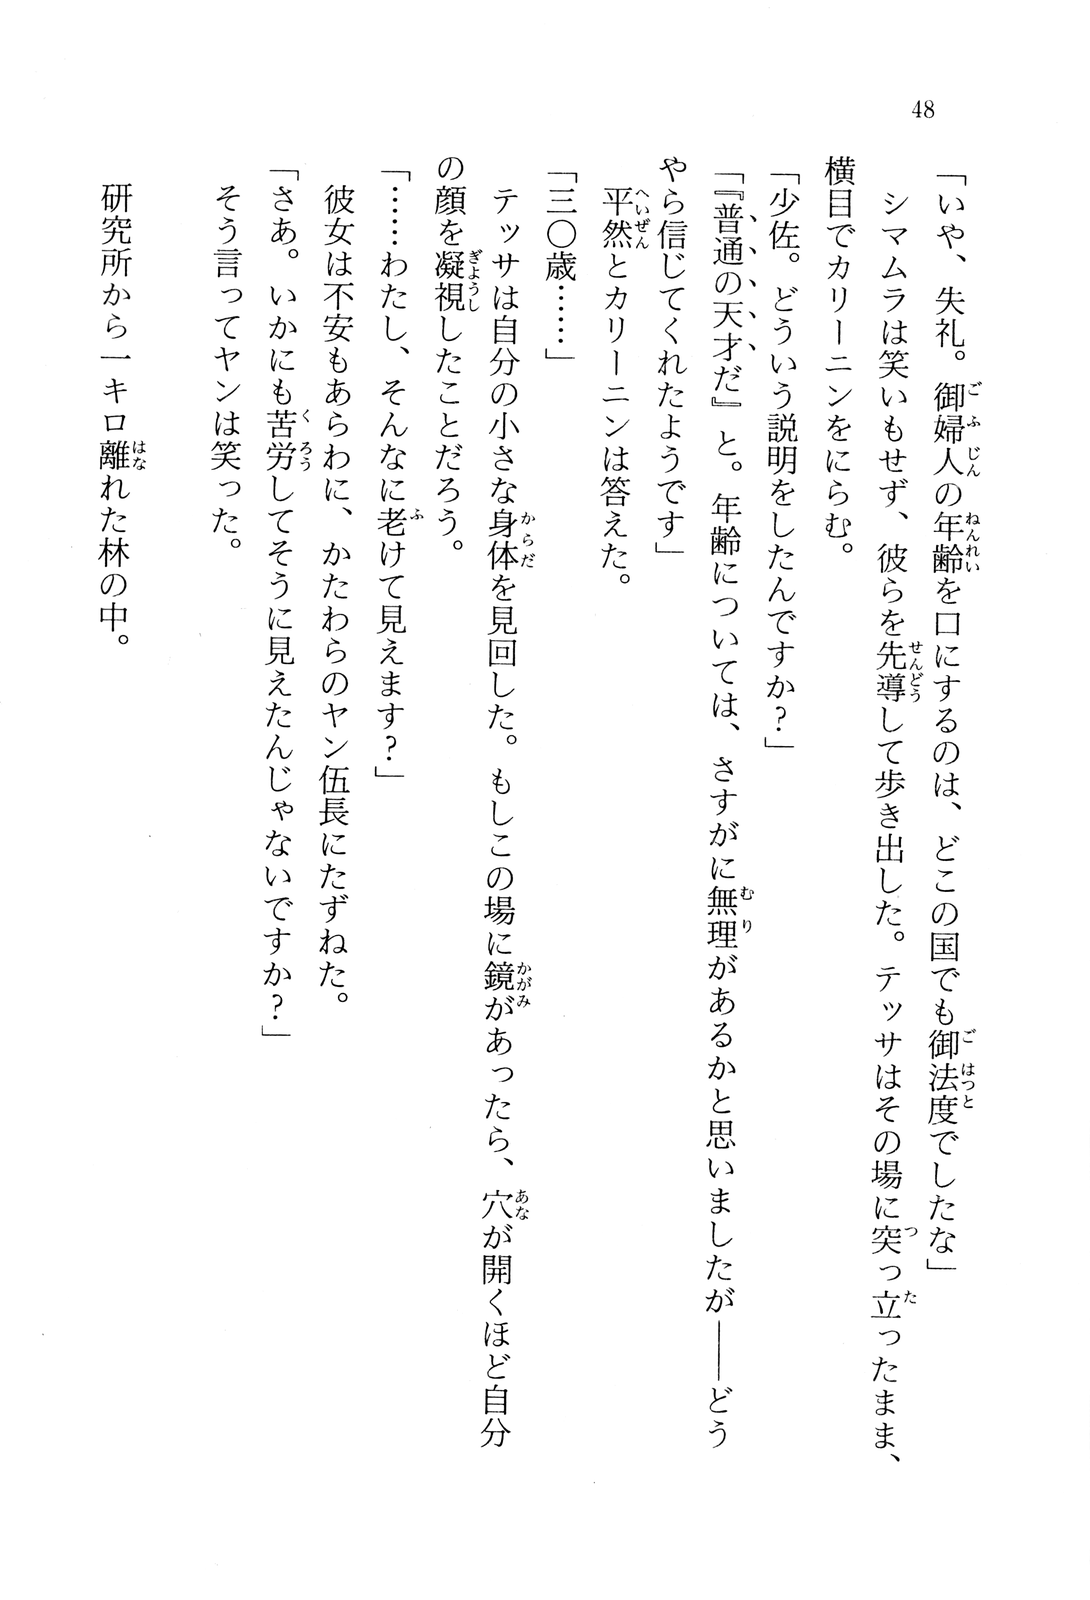 48
「いや、失礼。御婦人の年齢を口にするのは、どこの国でも御法度でしたな」
シマムラは笑いもせず、彼らを先導して歩き出した。テッサはその場に突っ立ったまま、
横目でカリーニンをにらむ。
「少佐。どういう説明をしたんですか？」
「『普通の天才だ』と。年齢については、さすがに無理があるかと思いましたが――どう
やら信じてくれたようです」
平然とカリーニンは答えた。
「三〇歳……」
テッサは自分の小さな身体を見回した。もしこの場に鏡があったら、穴が開くほど自分
の顔を凝視したことだろう。
「……わたし、そんなに老けて見えます？」
彼女は不安もあらわに、かたわらのヤン伍長にたずねた。
「さあ。いかにも苦労してそうに見えたんじゃないですか？」
そう言ってヤンは笑った。
研究所から一キロ離れた林の中。